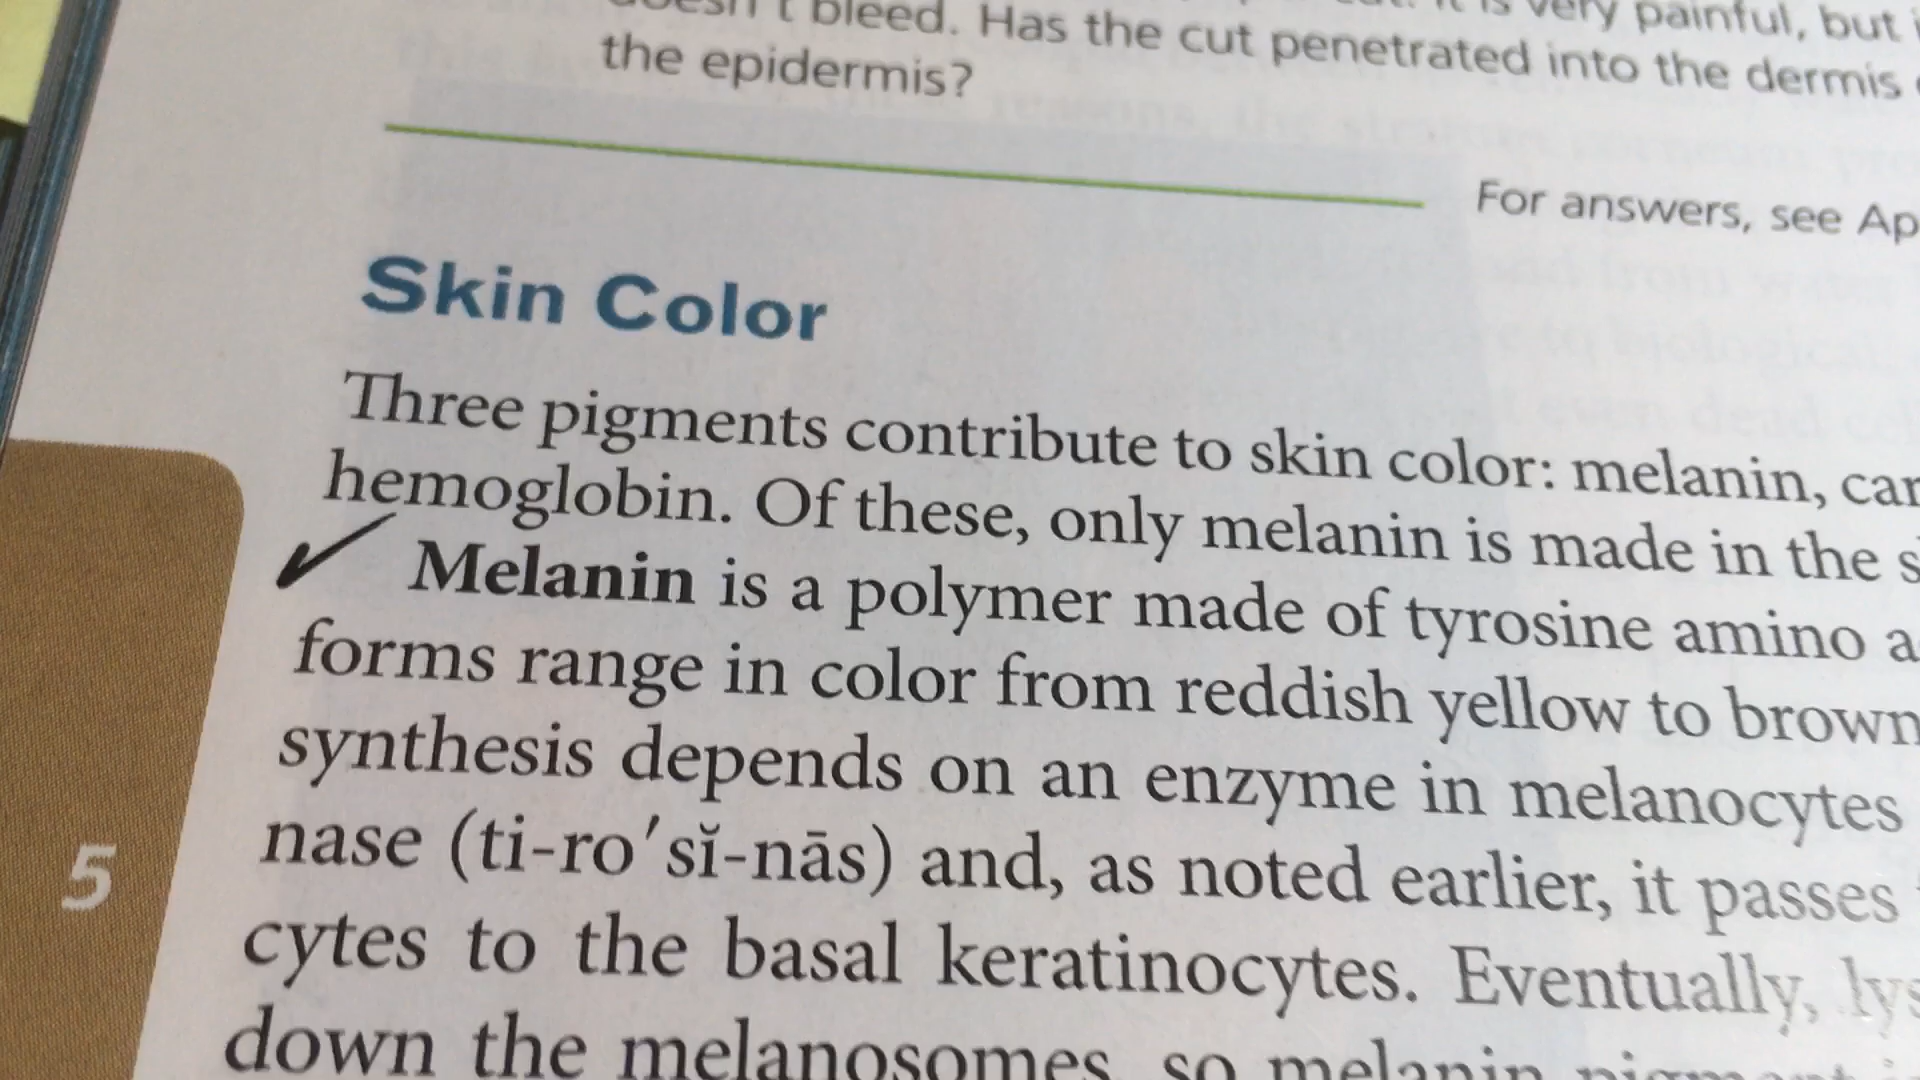 bleed. Has the cut penetrated into the dermis
the epidermis?
For answers, see
Skin Color
Three pigments contribute to skin color: melanin,
hemoglobin. Of these, only melanin is made in the
Melanin is a polymer made of tyrosine amino
forms range in color from reddish yellow to brown
synthesis depends on an enzyme in melanocytes
nase (ti-ro′sĭ-nās) and, as noted earlier, it passes
cytes to the basal keratinocytes. Eventually,
down the melanosomes, so melanin pigment
5